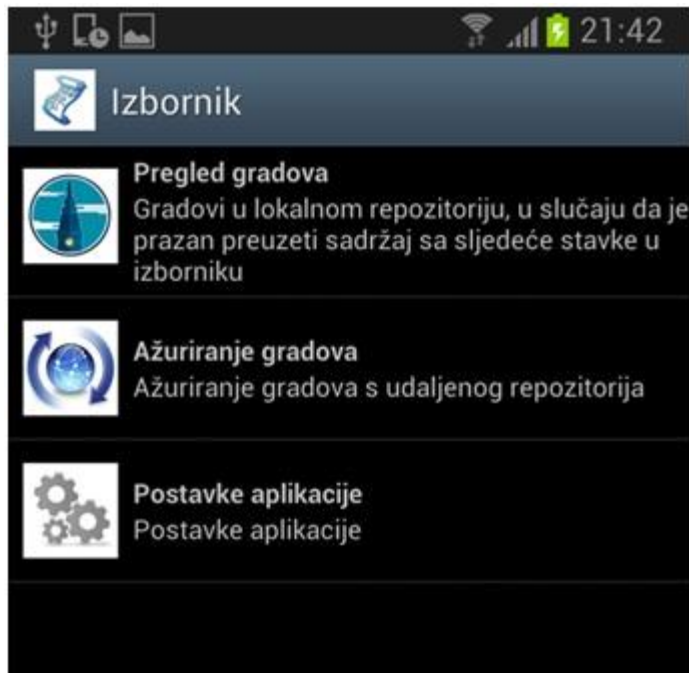 21:42
Izbornik
Pregled gradova
Gradovi u lokalnom repozitoriju, u slučaju da je
prazan preuzeti sadržaj sa sljedeće stavke u
izborniku
Ažuriranje gradova
Ažuriranje gradova s udaljenog repozitorija
Postavke aplikacije
Postavke aplikacije